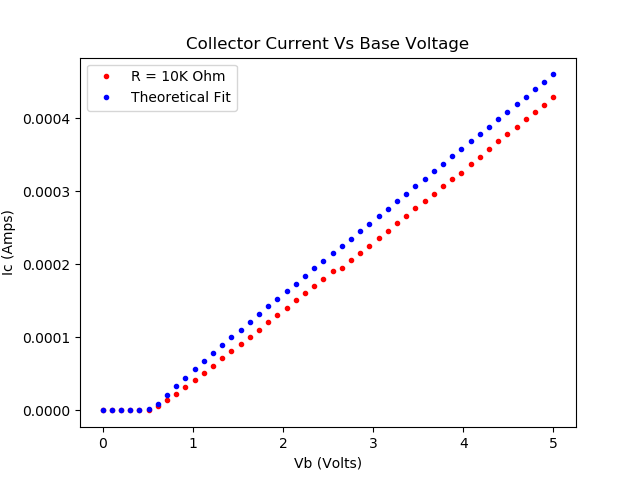 Collector Current Vs Base Voltage
R = 10K Ohm
Theoretical Fit
0.0004
0.0003
0.0002
0.0001
0.0000
Ic (Amps)
0 1 2 3 4 5
Vb (Volts)